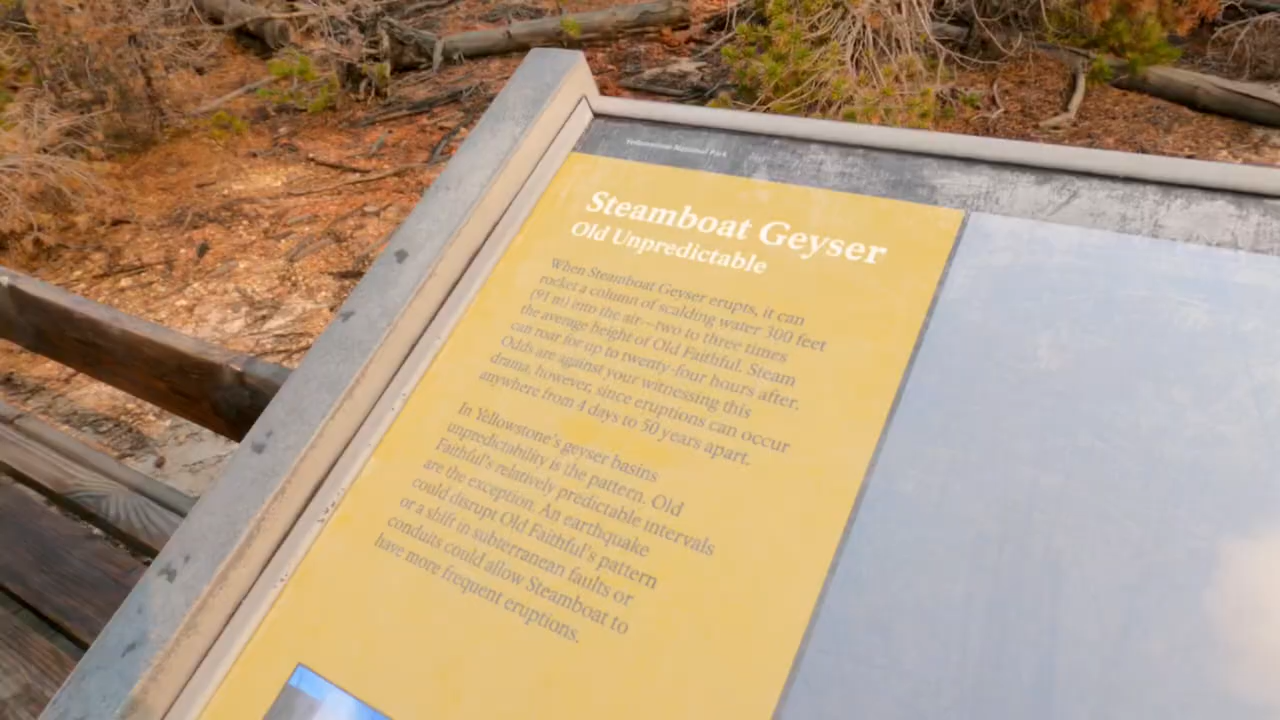 Yellowstone National Park
Steamboat Geyser
Old Unpredictable
When Steamboat Geyser erupts, it can
rocket a column of scalding water 300 feet
(91 m) into the air—two to three times
the average height of Old Faithful. Steam
can roar for up to twenty-four hours after.
Odds are against your witnessing this
drama, however, since eruptions can occur
anywhere from 4 days to 50 years apart.
In Yellowstone's geyser basins
unpredictability is the pattern. Old
Faithful's relatively predictable intervals
are the exception. An earthquake
could disrupt Old Faithful's pattern
or a shift in subterranean faults or
conduits could allow Steamboat to
have more frequent eruptions.